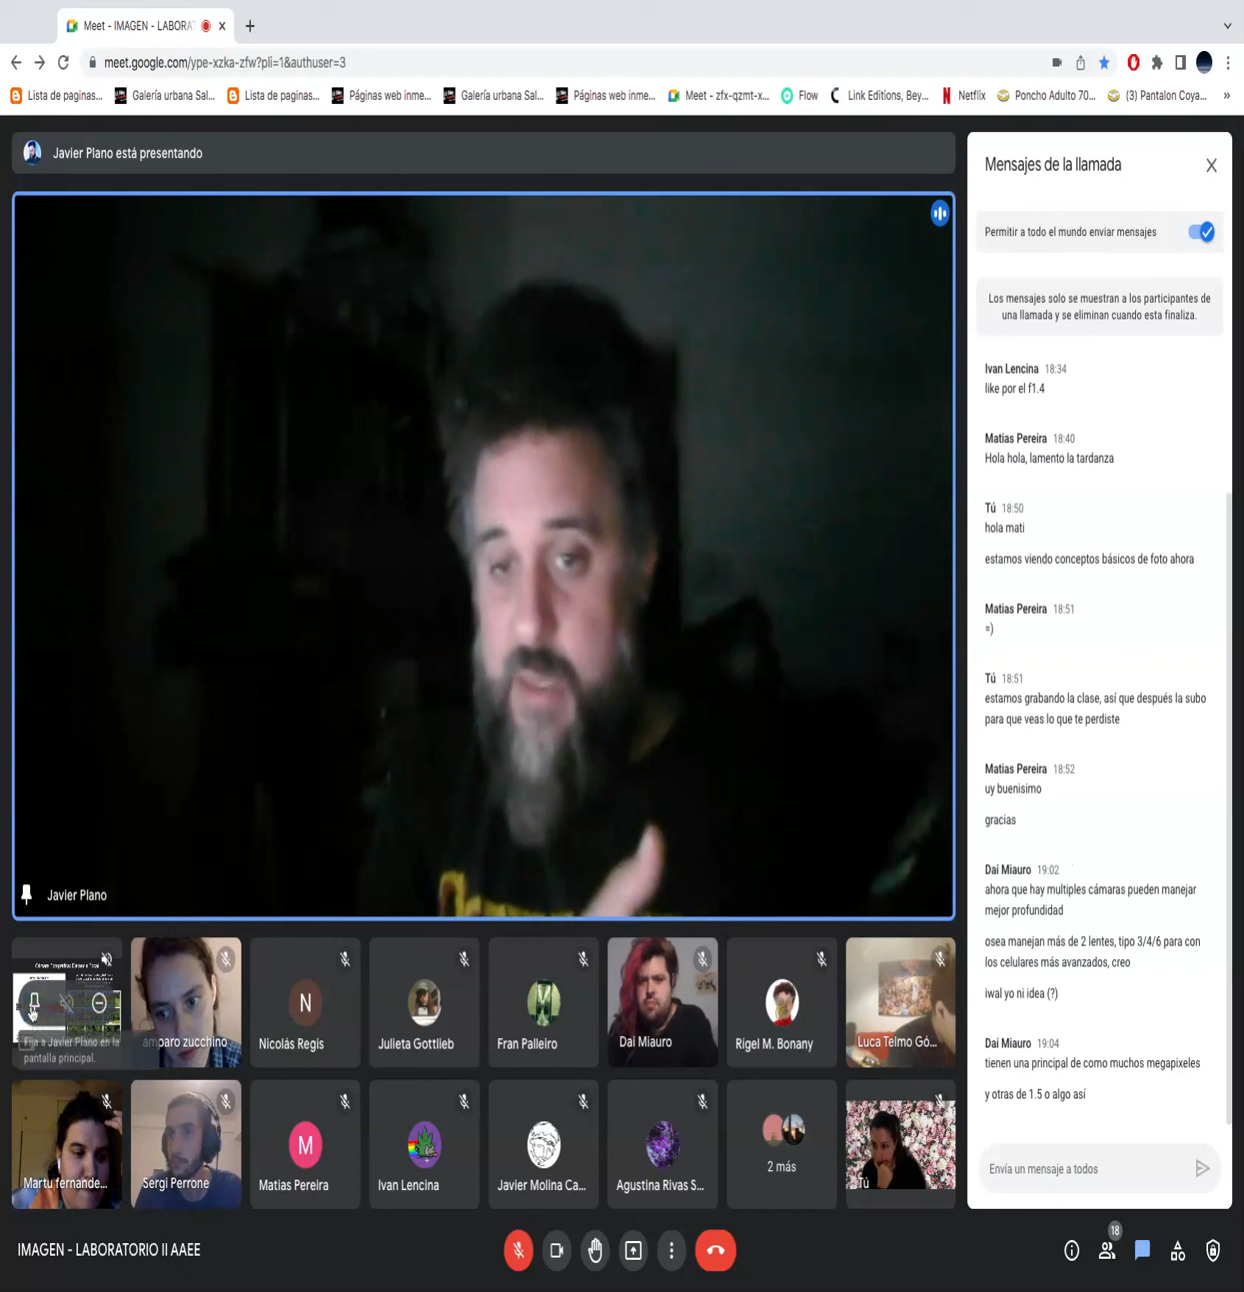 Meet - IMAGEN - LABORAT
meet.google.com/ype-xzka-zfw?pli=1&authuser=3
Lista de paginas...
Galería urbana Sal...
Lista de paginas...
Páginas web inme...
Galería urbana Sal...
Páginas web inme...
Meet - zfx-qzmt-x...
Flow
Link Editions, Bey...
Netflix
Poncho Adulto 70...
(3) Pantalon Coya...
»
Javier Plano está presentando
Javier Plano
Fija a Javier Plano en la
pantalla principal.
amparo zucchino
N
Nicolás Regis
Julieta Gottlieb
Fran Palleiro
Dai Miauro
Rigel M. Bonany
Luca Telmo Gó...
Martu fernande...
Sergi Perrone
M
Matias Pereira
Ivan Lencina
Javier Molina Ca...
Agustina Rivas S...
2 más
Tú
IMAGEN - LABORATORIO II AAEE
18
Mensajes de la llamada
Permitir a todo el mundo enviar mensajes
Los mensajes solo se muestran a los participantes de
una llamada y se eliminan cuando esta finaliza.
Ivan Lencina 18:34
like por el f1.4
Matias Pereira 18:40
Hola hola, lamento la tardanza
Tú 18:50
hola mati
estamos viendo conceptos básicos de foto ahora
Matias Pereira 18:51
=)
Tú 18:51
estamos grabando la clase, así que después la subo
para que veas lo que te perdiste
Matias Pereira 18:52
uy buenisimo
gracias
Dai Miauro 19:02
ahora que hay multiples cámaras pueden manejar
mejor profundidad
osea manejan más de 2 lentes, tipo 3/4/6 para con
los celulares más avanzados, creo
iwal yo ni idea (?)
Dai Miauro 19:04
tienen una principal de como muchos megapixeles
y otras de 1.5 o algo así
Envía un mensaje a todos